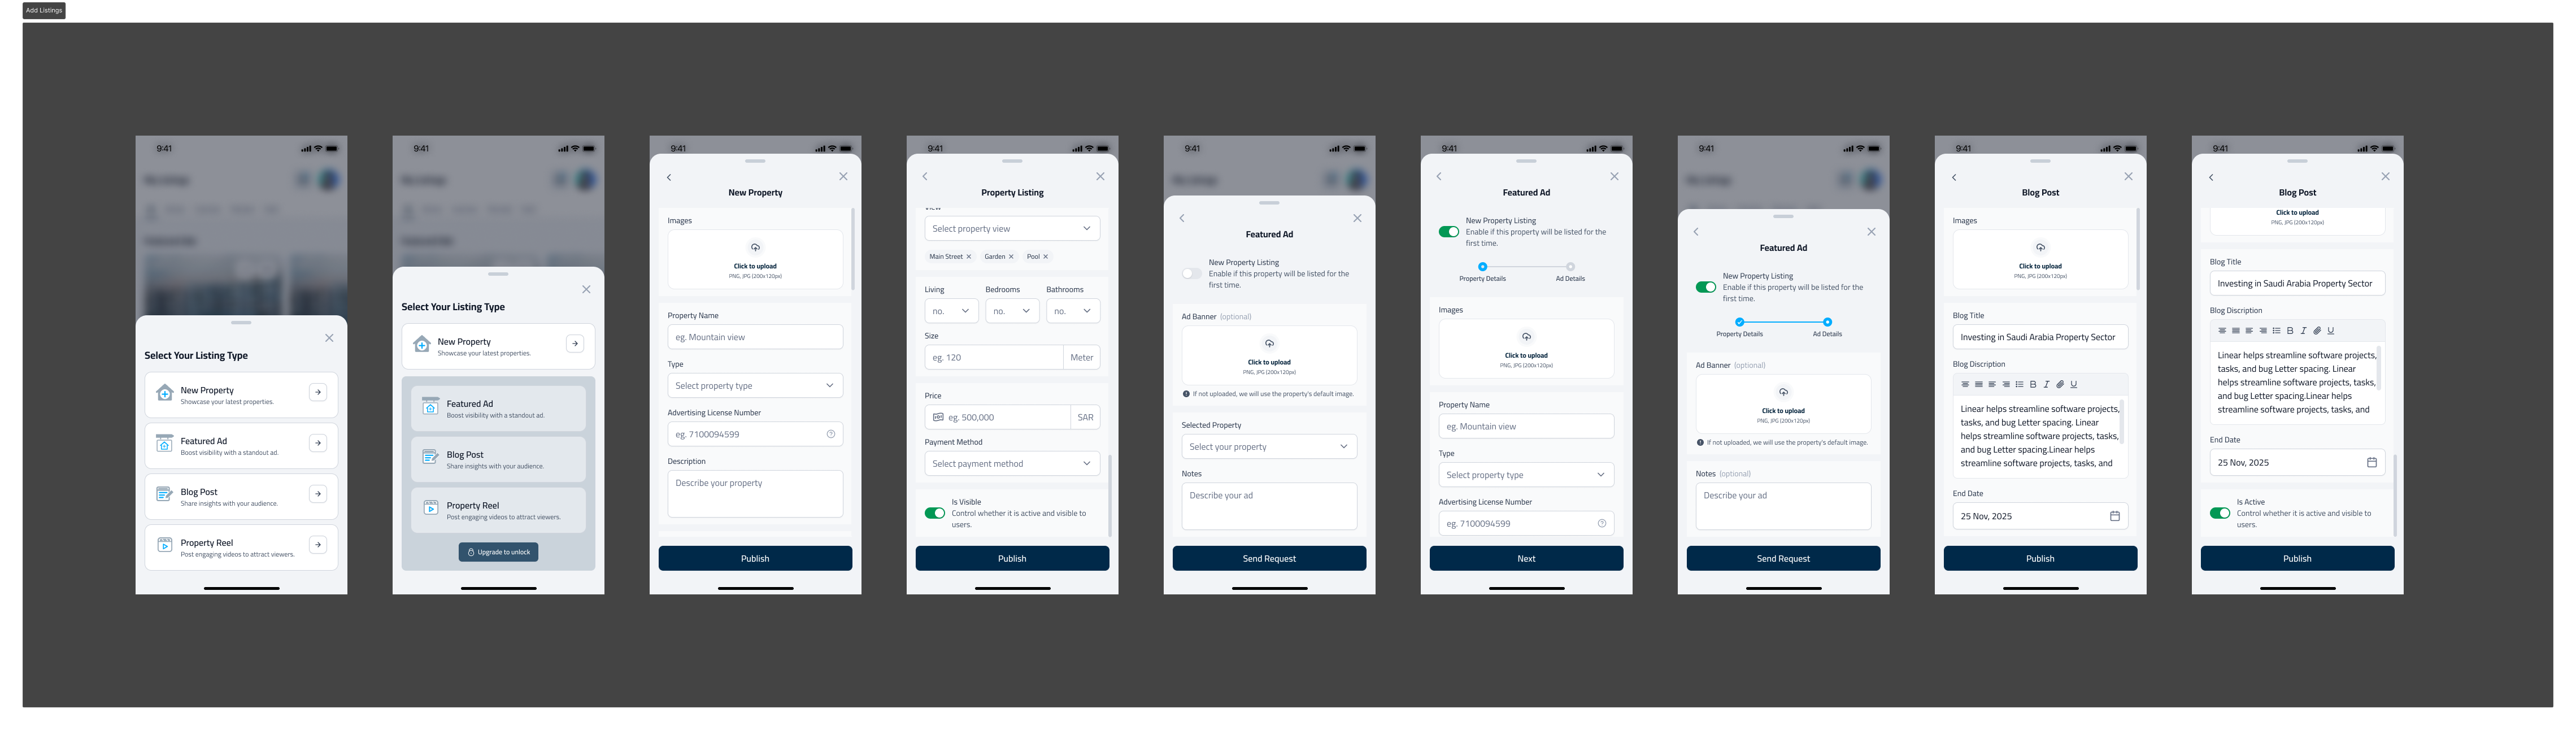 Add Listings
9:41
Select Your Listing Type
New Property
Showcase your latest properties.
Featured Ad
Boost visibility with a standout ad.
Blog Post
Share insights with your audience.
Property Reel
Post engaging videos to attract viewers.
9:41
Select Your Listing Type
New Property
Showcase your latest properties.
Featured Ad
Boost visibility with a standout ad.
Blog Post
Share insights with your audience.
Property Reel
Post engaging videos to attract viewers.
Upgrade to unlock
9:41
New Property
Images
Click to upload
PNG, JPG (200x120px)
Property Name
eg. Mountain view
Type
Select property type
Advertising License Number
eg. 7100094599
Description
Describe your property
Publish
9:41
Property Listing
View
Select property view
Main Street
Garden
Pool
Living Bedrooms Bathrooms
no. no. no.
Size
eg. 120 Meter
Price
eg. 500,000 SAR
Payment Method
Select payment method
Is Visible
Control whether it is active and visible to
users.
Publish
9:41
Featured Ad
New Property Listing
Enable if this property will be listed for the
first time.
Ad Banner (optional)
Click to upload
PNG, JPG (200x120px)
If not uploaded, we will use the property's default image.
Selected Property
Select your property
Notes
Describe your ad
Send Request
9:41
Featured Ad
New Property Listing
Enable if this property will be listed for the
first time.
Property Details Ad Details
Images
Click to upload
PNG, JPG (200x120px)
Property Name
eg. Mountain view
Type
Select property type
Advertising License Number
eg. 7100094599
Next
9:41
Featured Ad
New Property Listing
Enable if this property will be listed for the
first time.
Property Details Ad Details
Ad Banner (optional)
Click to upload
PNG, JPG (200x120px)
If not uploaded, we will use the property's default image.
Notes (optional)
Describe your ad
Send Request
9:41
Blog Post
Images
Click to upload
PNG, JPG (200x120px)
Blog Title
Investing in Saudi Arabia Property Sector
Blog Discription
B I U
Linear helps streamline software projects,
tasks, and bug Letter spacing. Linear
helps streamline software projects, tasks,
and bug Letter spacing.Linear helps
streamline software projects, tasks, and
End Date
25 Nov, 2025
Publish
9:41
Blog Post
Click to upload
PNG, JPG (200x120px)
Blog Title
Investing in Saudi Arabia Property Sector
Blog Discription
B I U
Linear helps streamline software projects,
tasks, and bug Letter spacing. Linear
helps streamline software projects, tasks,
and bug Letter spacing.Linear helps
streamline software projects, tasks, and
End Date
25 Nov, 2025
Is Active
Control whether it is active and visible to
users.
Publish